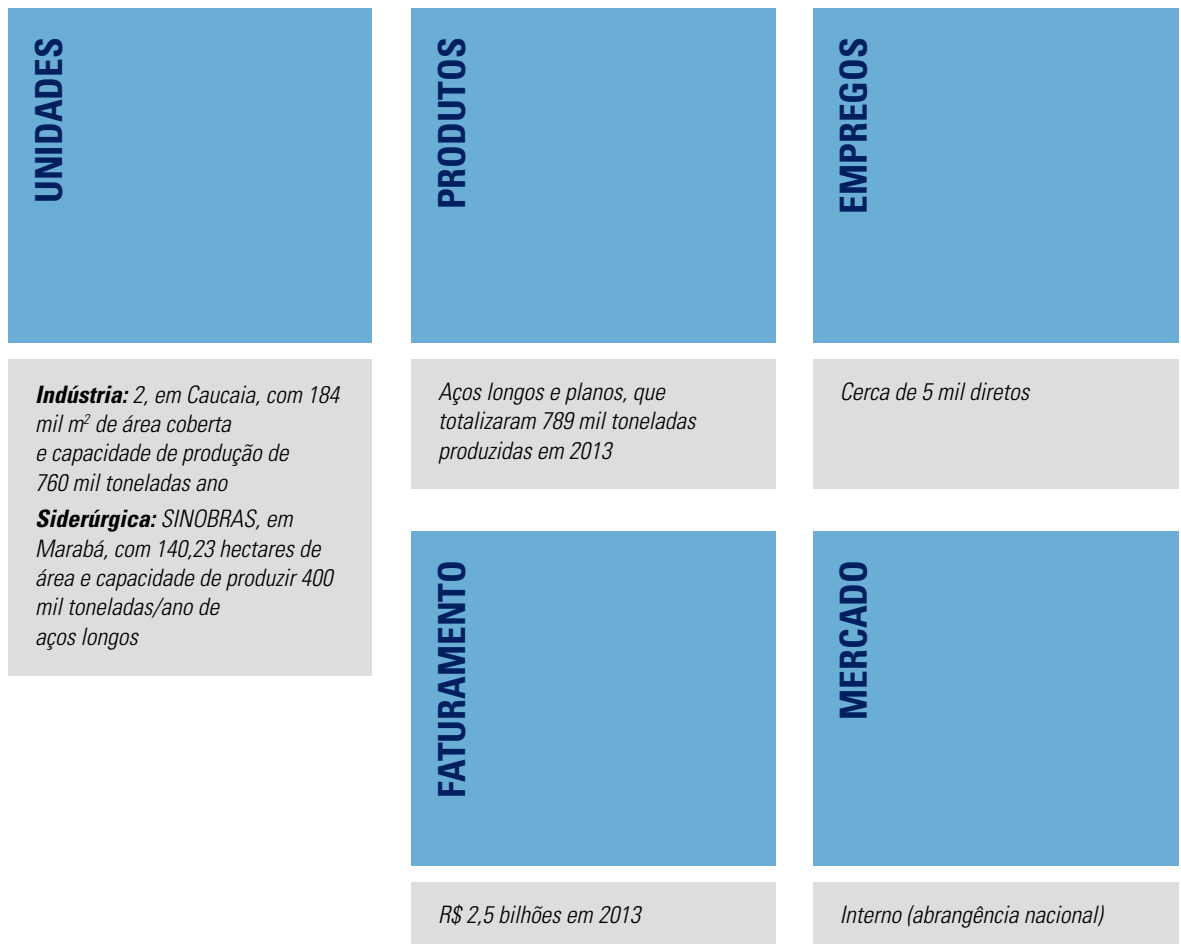 UNIDADES
Indústria: 2, em Caucaia, com 184
mil m² de área coberta
e capacidade de produção de
760 mil toneladas ano
Siderúrgica: SINOBRAS, em
Marabá, com 140,23 hectares de
área e capacidade de produzir 400
mil toneladas/ano de
aços longos
PRODUTOS
Aços longos e planos, que
totalizaram 789 mil toneladas
produzidas em 2013
EMPREGOS
Cerca de 5 mil diretos
FATURAMENTO
R$ 2,5 bilhões em 2013
MERCADO
Interno (abrangência nacional)